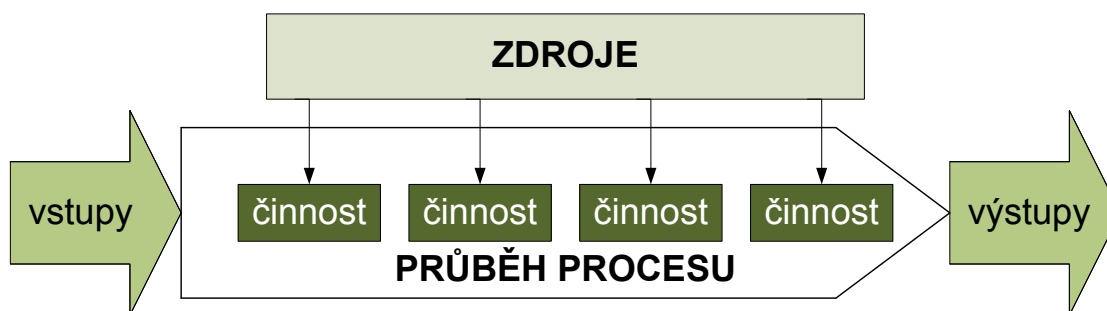 ZDROJE
vstupy
činnost
činnost
činnost
činnost
výstupy
PRŮBĚH PROCESU